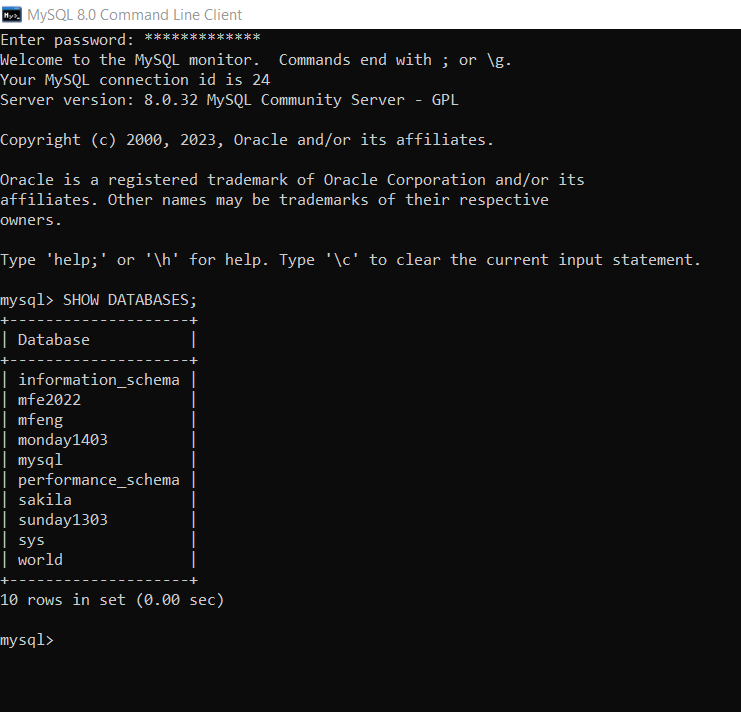 MySQL 8.0 Command Line Client
Enter password: *************
Welcome to the MySQL monitor.  Commands end with ; or \g.
Your MySQL connection id is 24
Server version: 8.0.32 MySQL Community Server - GPL
Copyright (c) 2000, 2023, Oracle and/or its affiliates.
Oracle is a registered trademark of Oracle Corporation and/or its
affiliates. Other names may be trademarks of their respective
owners.
Type 'help;' or '\h' for help. Type '\c' to clear the current input statement.
mysql> SHOW DATABASES;
+--------------------+
| Database           |
+--------------------+
| information_schema |
| mfe2022            |
| mfeng              |
| monday1403         |
| mysql              |
| performance_schema |
| sakila             |
| sunday1303         |
| sys                |
| world              |
+--------------------+
10 rows in set (0.00 sec)
mysql>